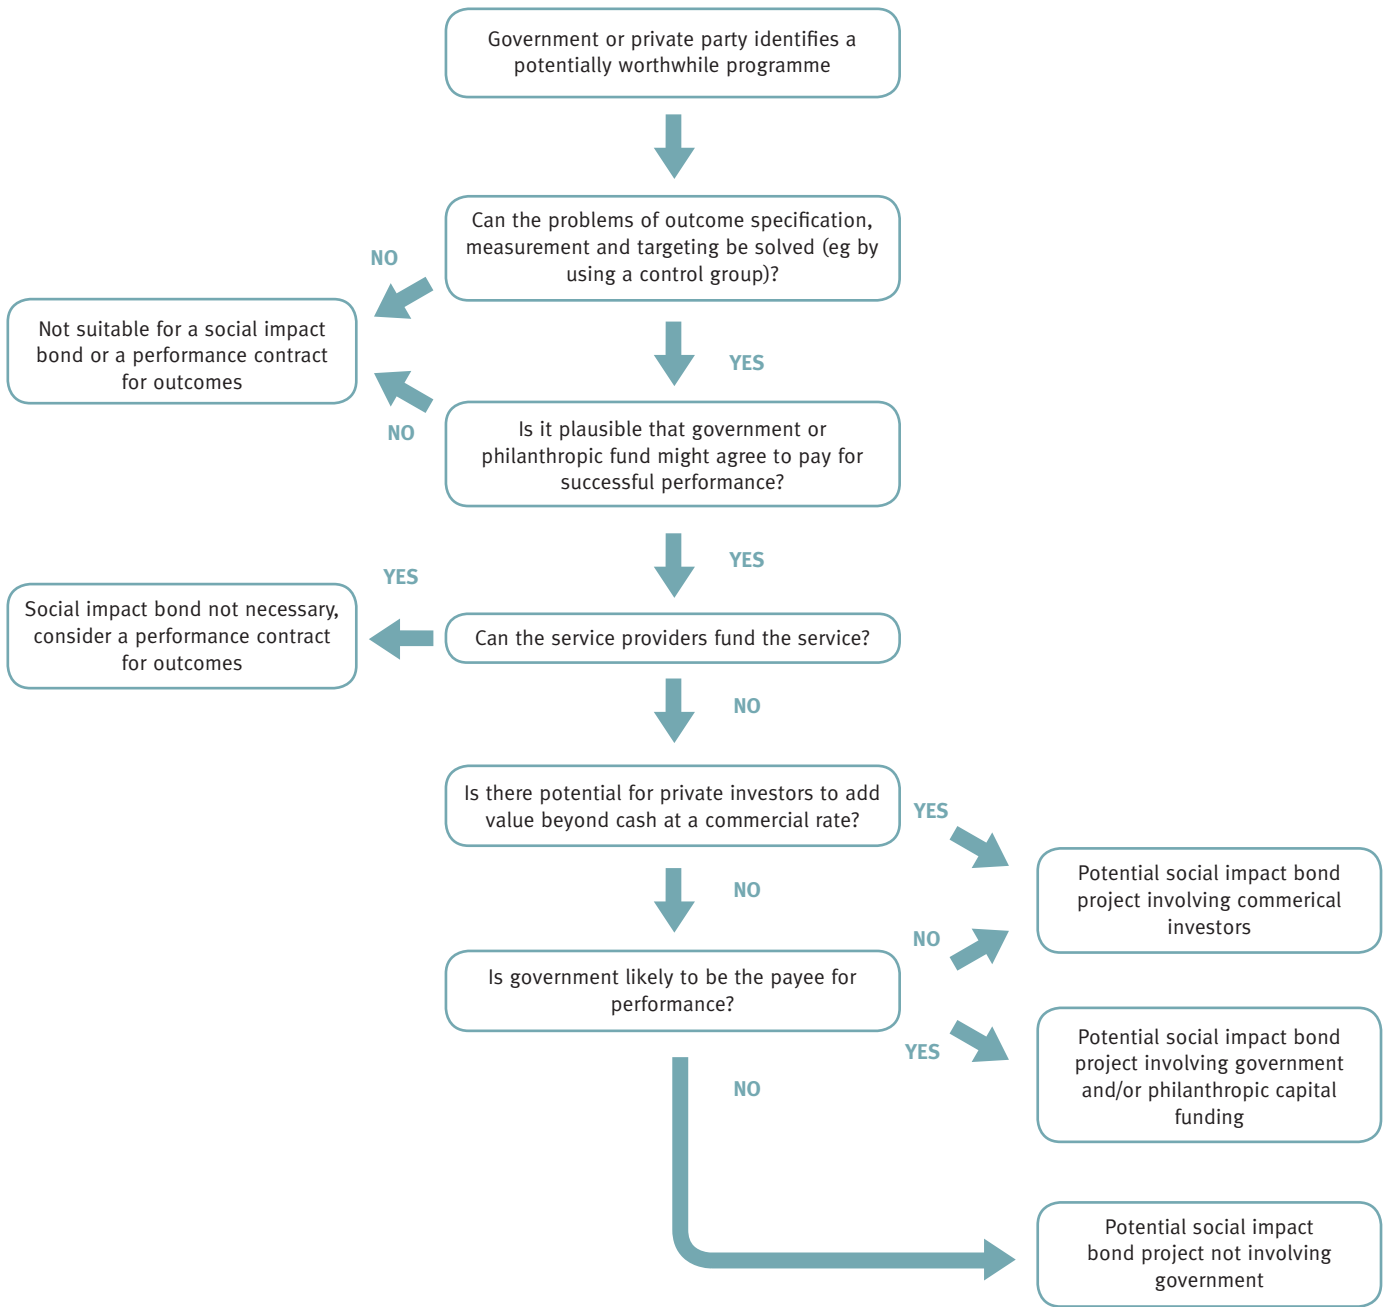 Government or private party identifies a
potentially worthwhile programme
Can the problems of outcome specification,
measurement and targeting be solved (eg by
using a control group)?
NO
Not suitable for a social impact
bond or a performance contract
for outcomes
YES
NO
Is it plausible that government or
philanthropic fund might agree to pay for
successful performance?
YES
YES
Social impact bond not necessary,
consider a performance contract
for outcomes
Can the service providers fund the service?
NO
Is there potential for private investors to add
value beyond cash at a commercial rate?
YES
Potential social impact bond
project involving commerical
investors
NO
NO
Is government likely to be the payee for
performance?
YES
Potential social impact bond
project involving government
and/or philanthropic capital
funding
NO
Potential social impact
bond project not involving
government